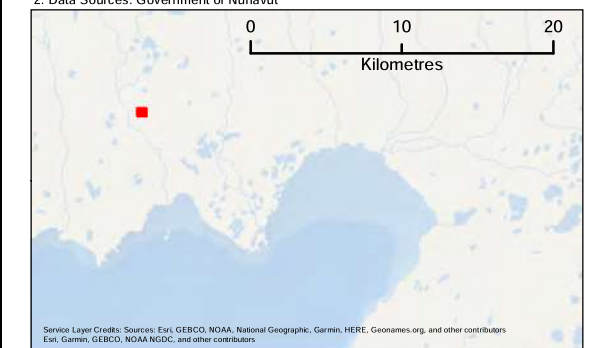 2. Data Sources: Government of Nunavut
0 10 20
Kilometres
Service Layer Credits: Sources: Esri, GEBCO, NOAA, National Geographic, Garmin, HERE, Geonames.org, and other contributors
Esri, Garmin, GEBCO, NOAA NGDC, and other contributors